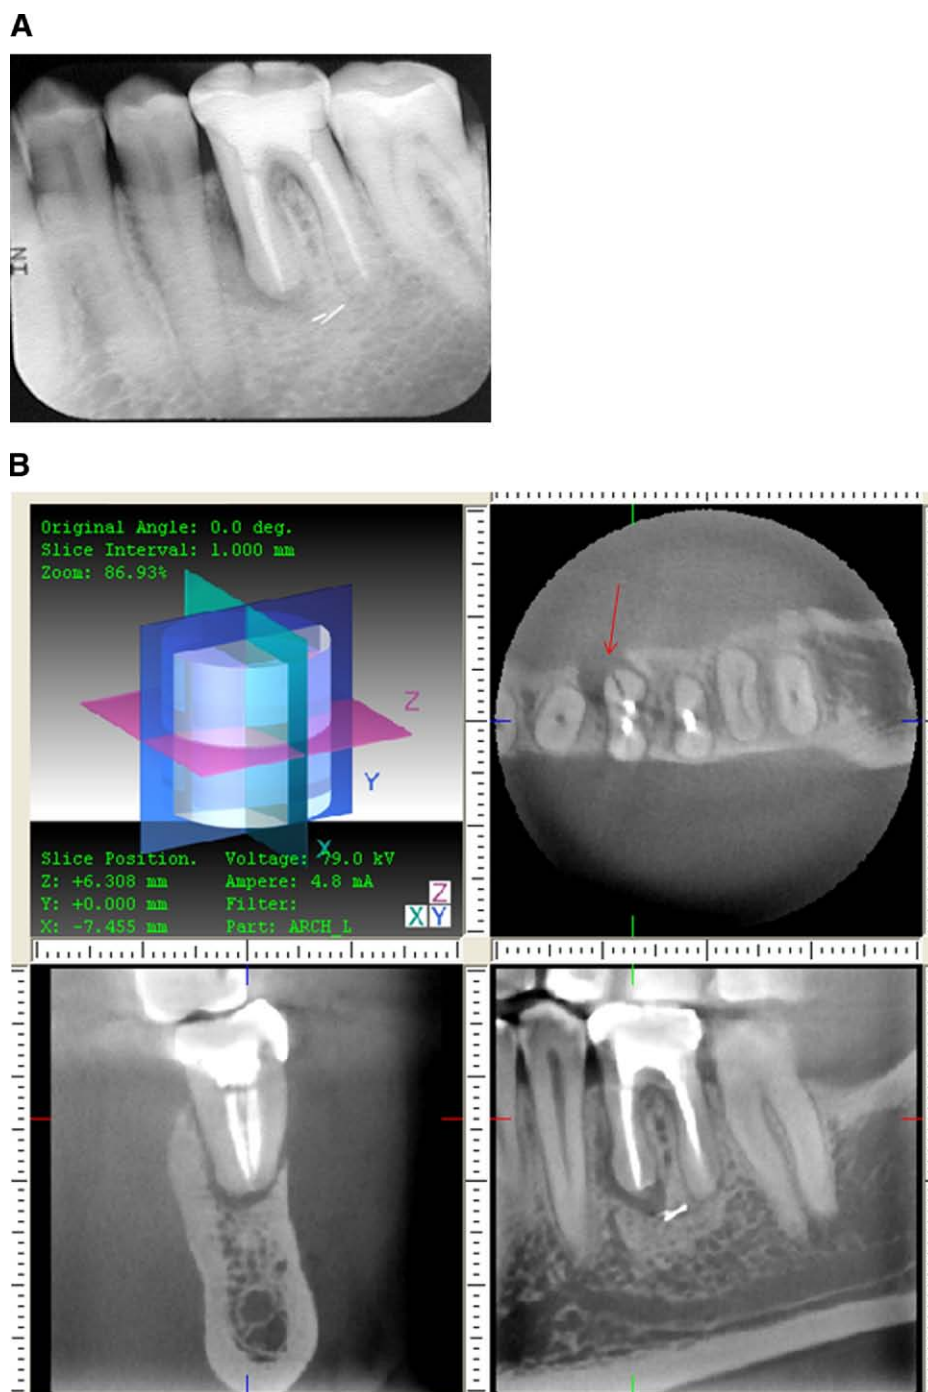 A
IN
B
Original Angle: 0.0 deg.
Slice Interval: 1.000 mm
Zoom: 86.93%
Z
Y
X
Slice Position. Voltage: 79.0 kV
Z: +6.308 mm Ampere: 4.8 mA
Y: +0.000 mm Filter:
X: -7.455 mm Part: ARCH_L
Z
X Y